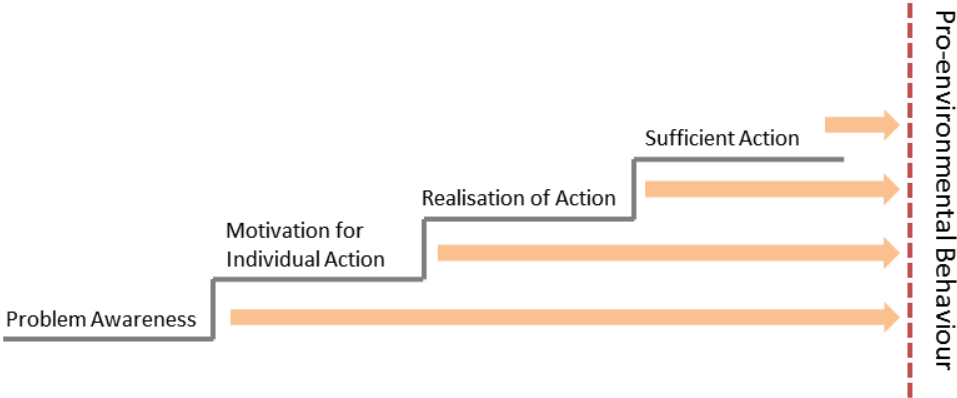 Sufficient Action
Realisation of Action
Motivation for
Individual Action
Problem Awareness
Pro-environmental Behaviour